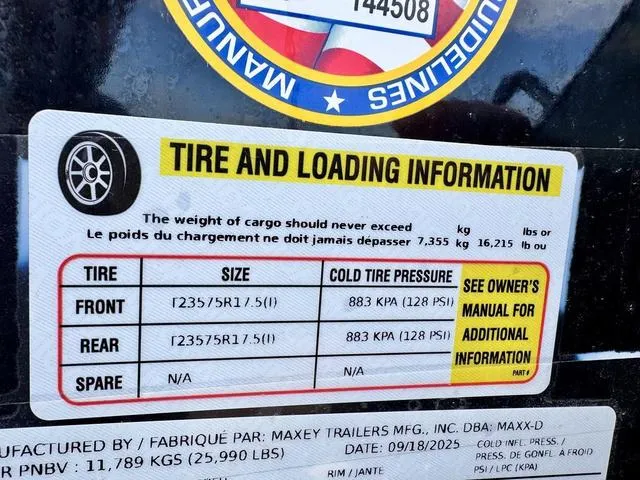 144508
MANUF
GUIDELINES
TIRE AND LOADING INFORMATION
The weight of cargo should never exceed kg lbs or
Le poids du chargement ne doit jamais dépasser 7,355 kg 16,215 lb ou
TIRE SIZE COLD TIRE PRESSURE
FRONT 23575R17.5(I) 883 KPA (128 PSI)
REAR 23575R17.5(I) 883 KPA (128 PSI)
SPARE N/A N/A
SEE OWNER'S
MANUAL FOR
ADDITIONAL
INFORMATION
PART #
UFACTURED BY / FABRIQUÉ PAR: MAXEY TRAILERS MFG., INC. DBA: MAXX-D
R PNBV : 11,789 KGS (25,990 LBS) DATE: 09/18/2025 COLD INFL. PRESS. /
PRESS. DE GONFL. A FROID
RIM / JANTE PSI / LPC (KPA)